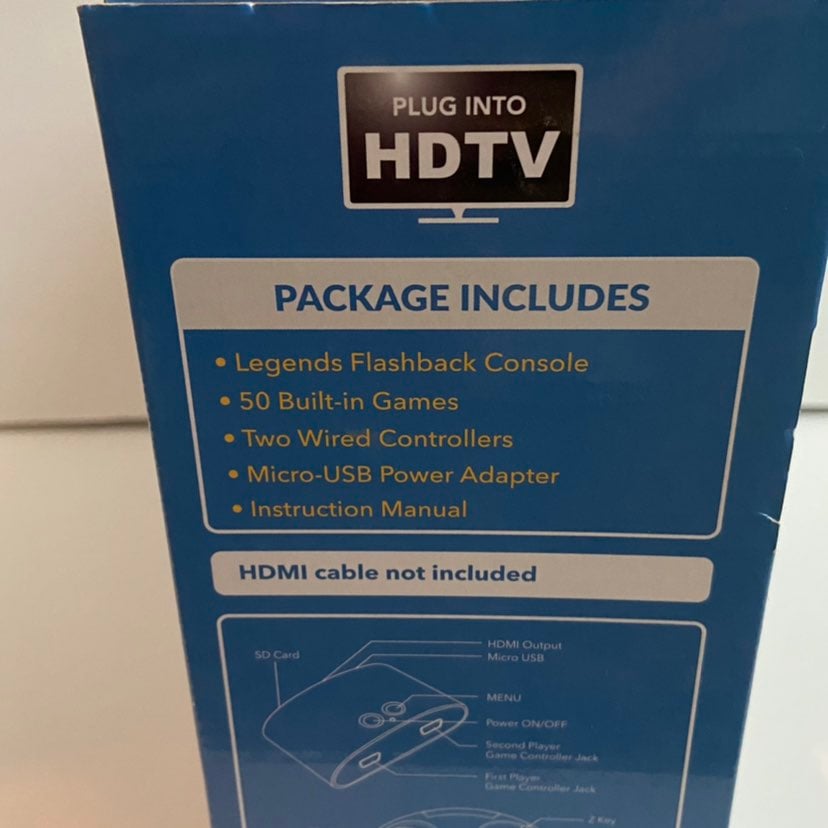 PLUG INTO
HDTV
PACKAGE INCLUDES
• Legends Flashback Console
• 50 Built-in Games
• Two Wired Controllers
• Micro-USB Power Adapter
• Instruction Manual
HDMI cable not included
SD Card
HDMI Output
Micro USB
MENU
Power ON/OFF
Second Player
Game Controller Jack
First Player
Game Controller Jack
Z Key